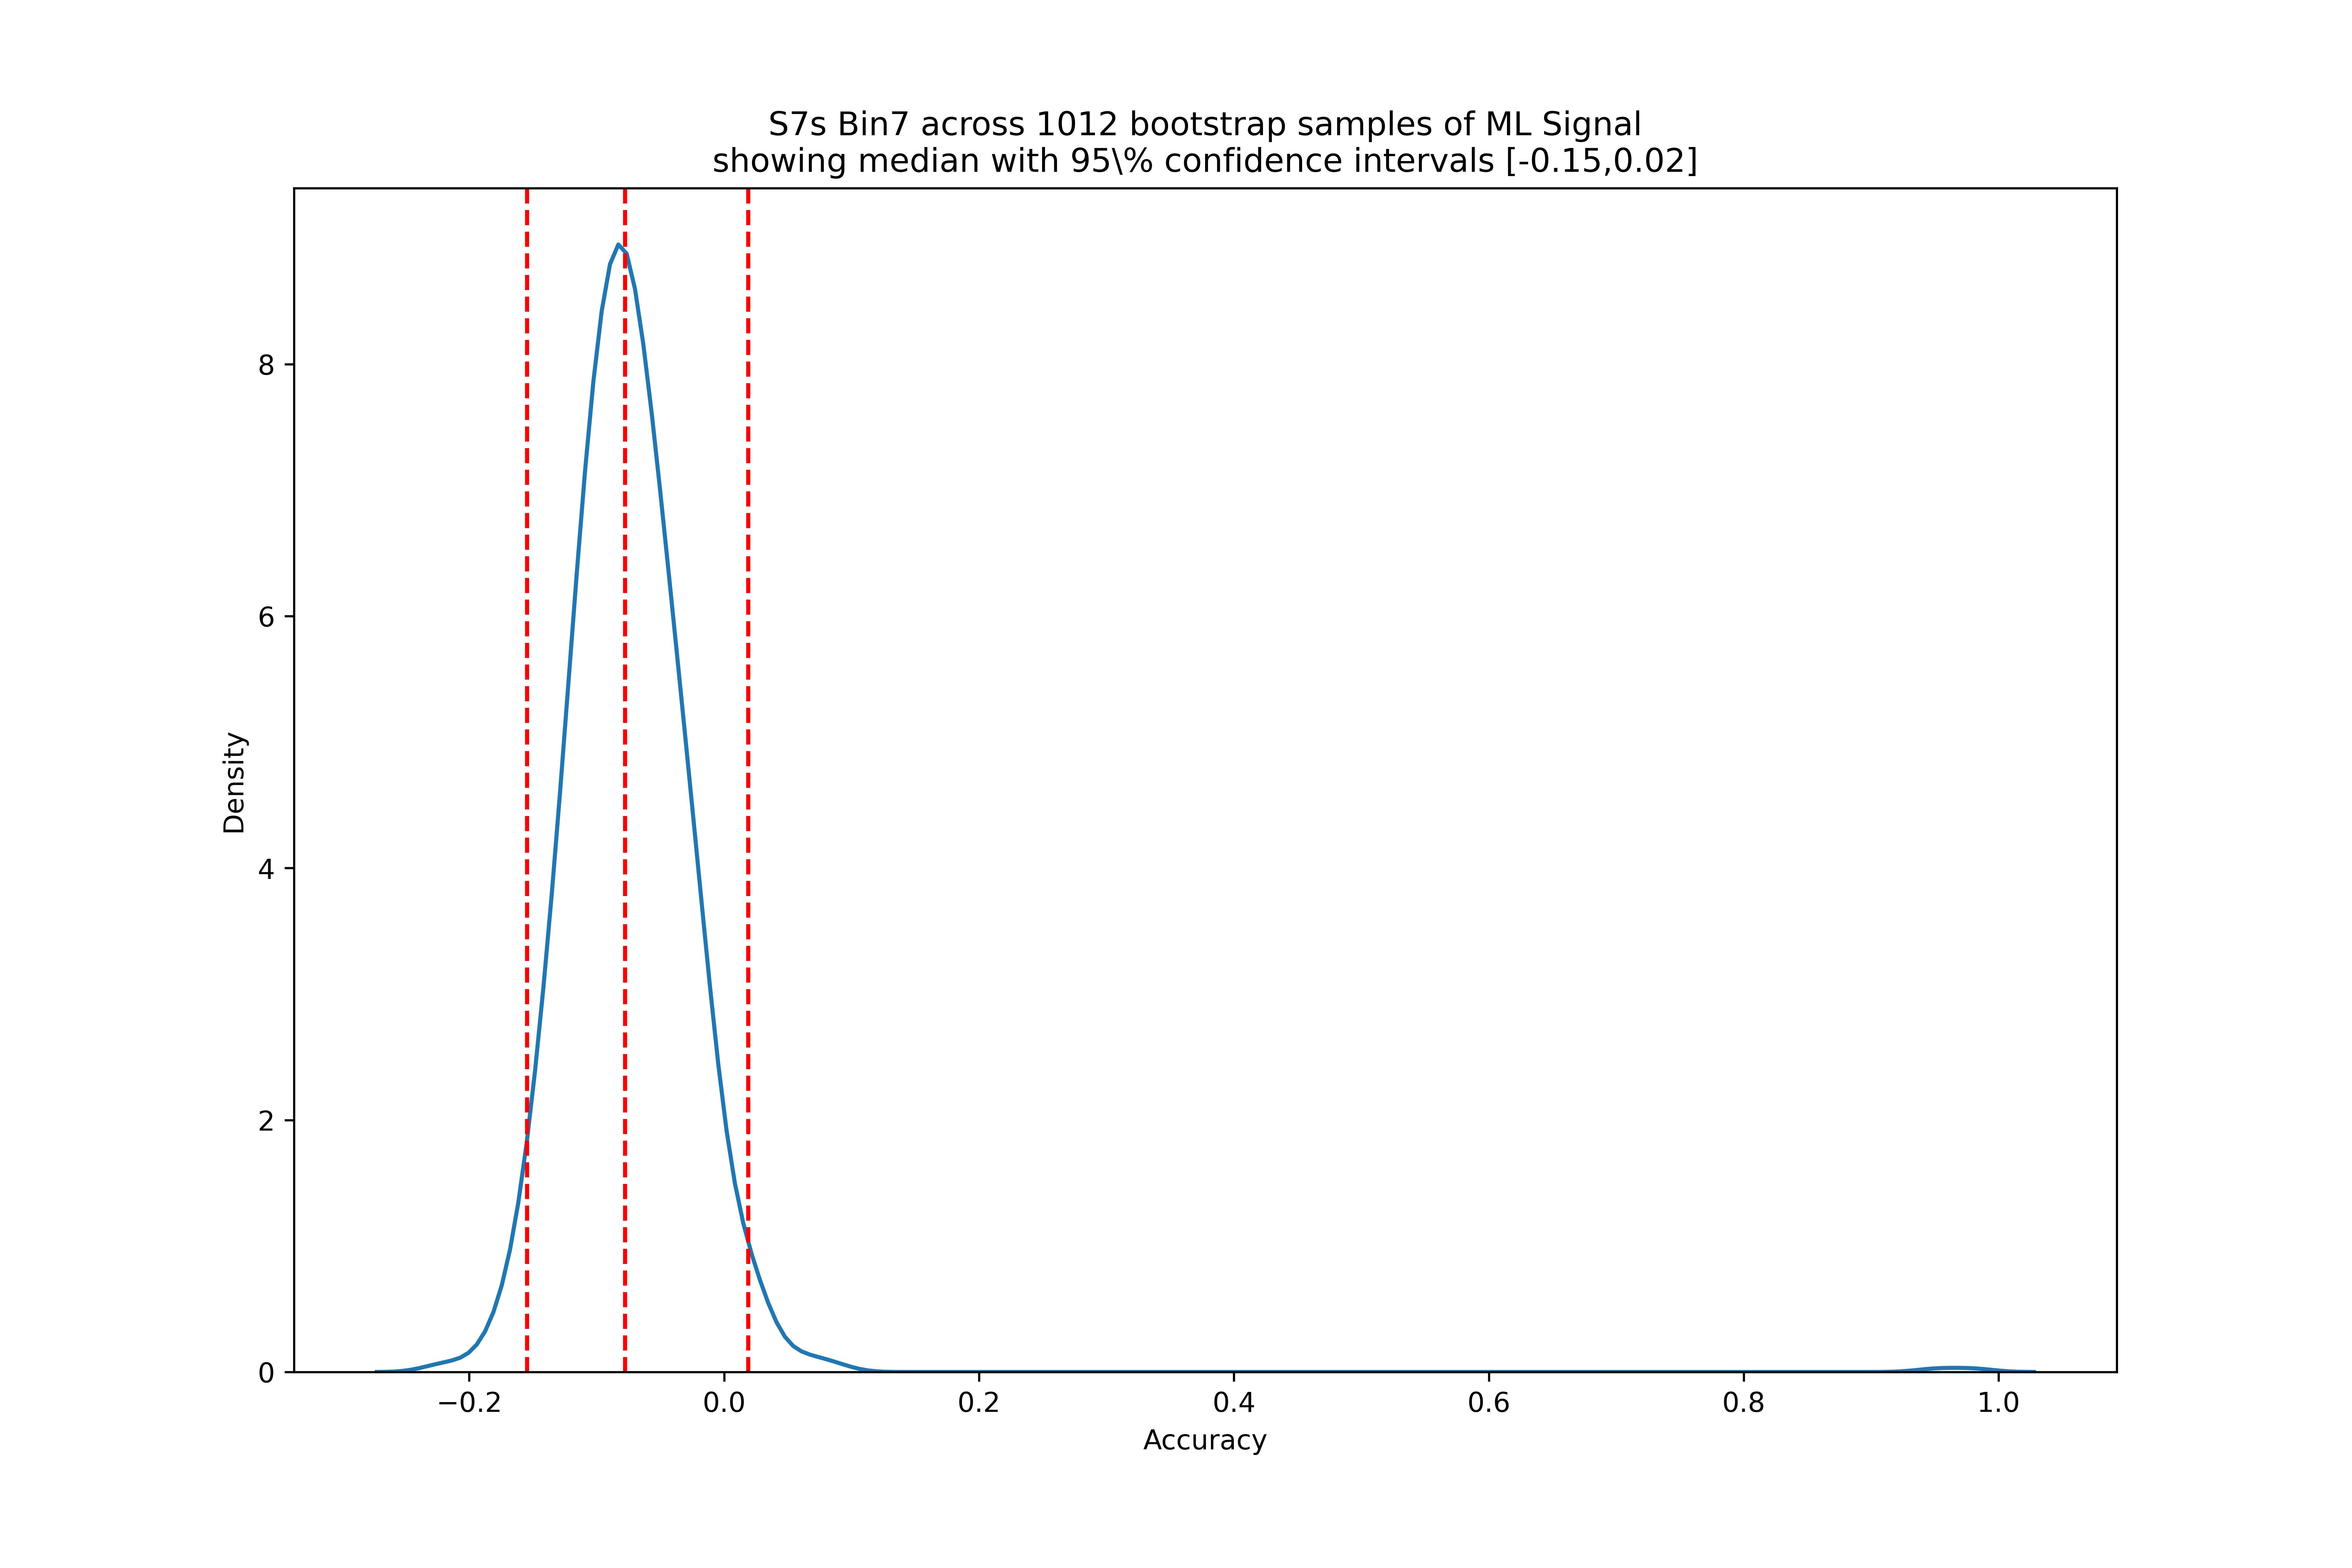 S7s Bin7 across 1012 bootstrap samples of ML Signal
showing median with 95\% confidence intervals [-0.15,0.02]
8
6
4
2
0
Density
−0.2 0.0 0.2 0.4 0.6 0.8 1.0
Accuracy